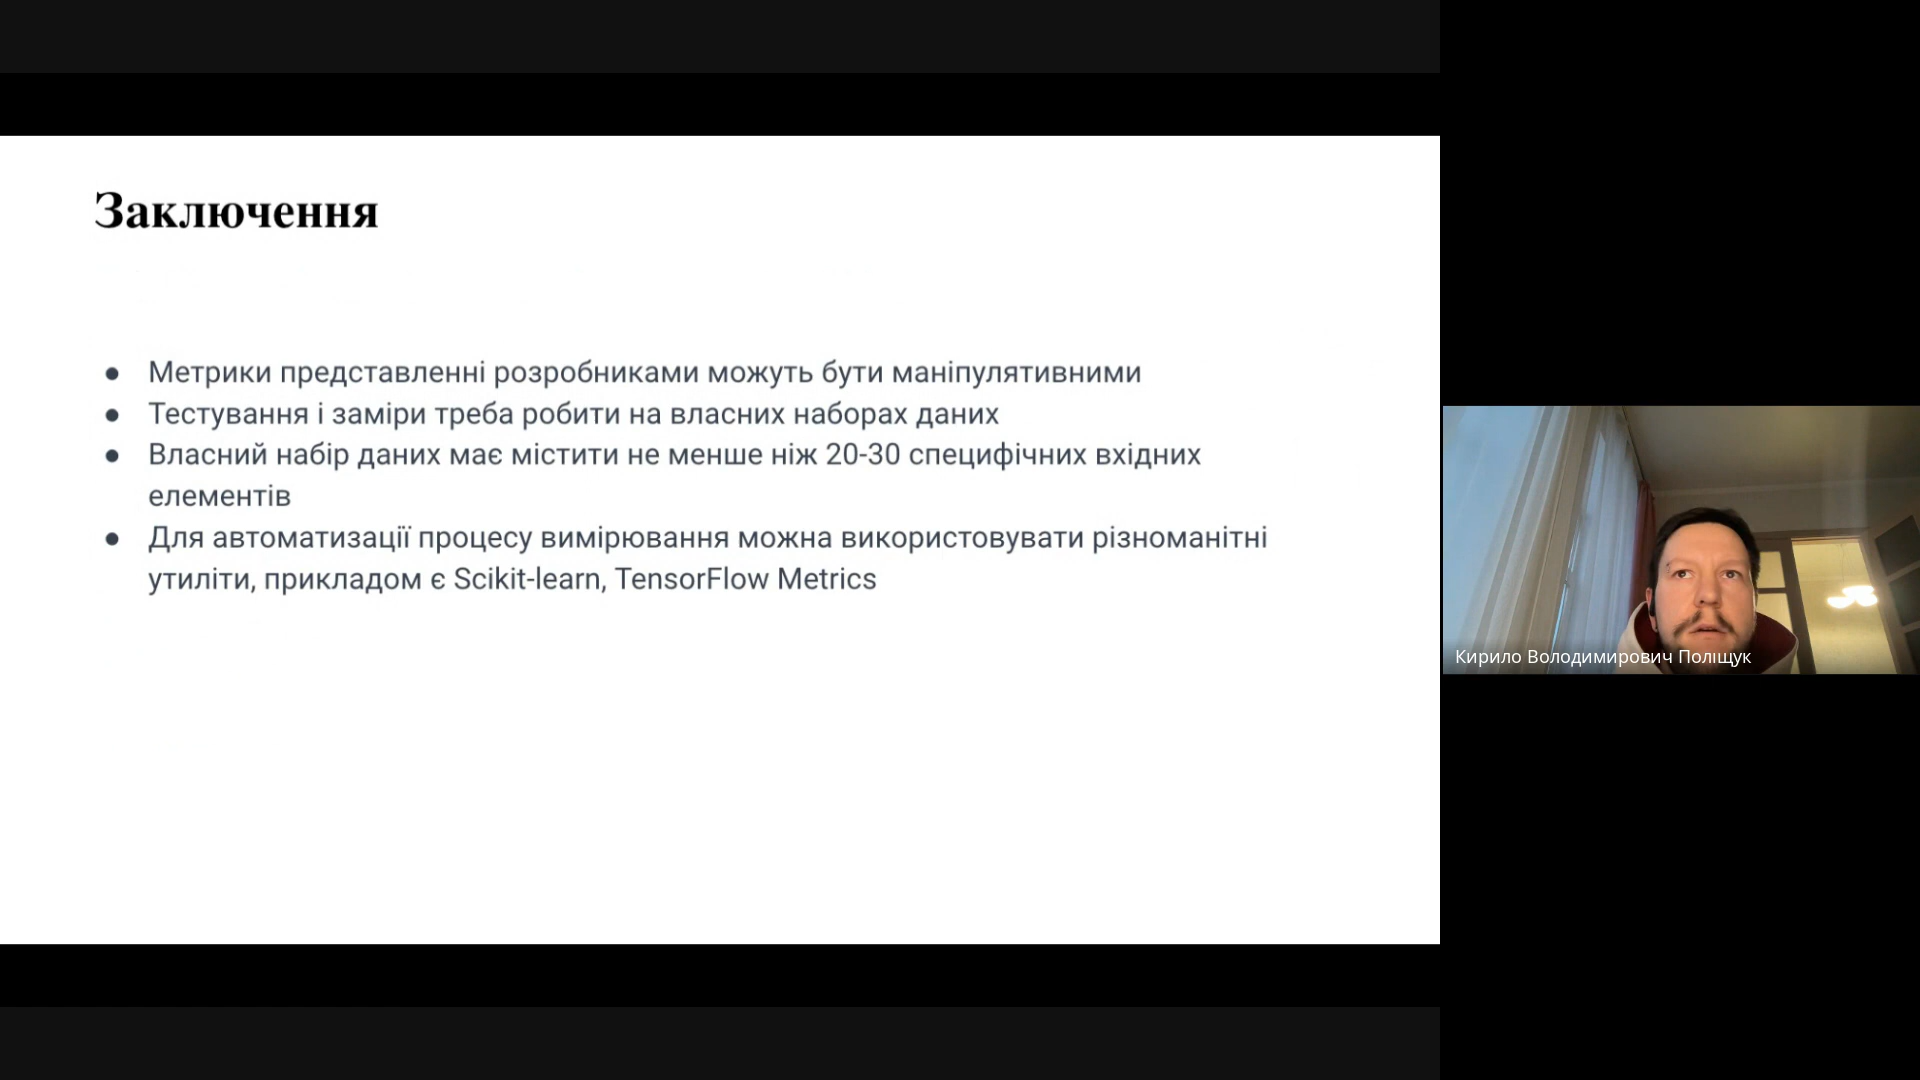 Заключення
● Метрики представленні розробниками можуть бути маніпулятивними
● Тестування і заміри треба робити на власних наборах даних
● Власний набір даних має містити не менше ніж 20-30 специфічних вхідних
елементів
● Для автоматизації процесу вимірювання можна використовувати різноманітні
утиліти, прикладом є Scikit-learn, TensorFlow Metrics
Кирило Володимирович Поліщук